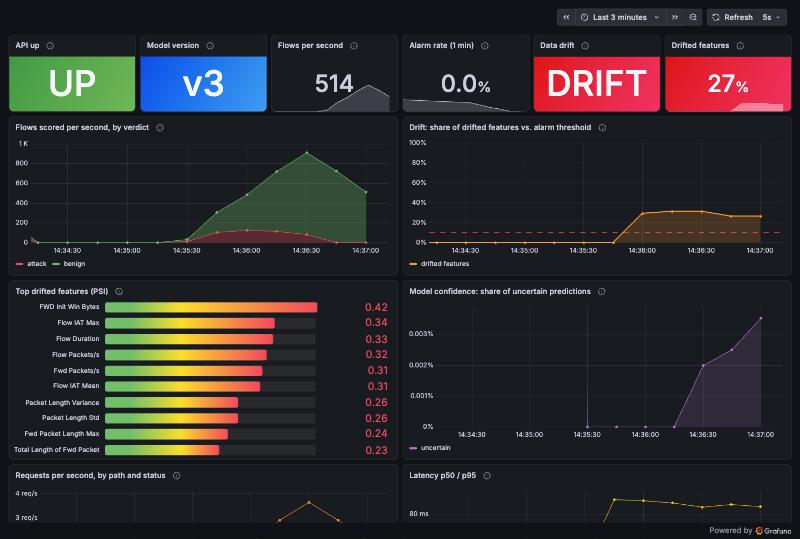 Last 3 minutes
Refresh 5s
API up
UP
Model version
v3
Flows per second
514
Alarm rate (1 min)
0.0%
Data drift
DRIFT
Drifted features
27%
Flows scored per second, by verdict
1 K
800
600
400
200
0
14:34:30 14:35:00 14:35:30 14:36:00 14:36:30 14:37:00
attack benign
Drift: share of drifted features vs. alarm threshold
100%
80%
60%
40%
20%
0%
14:34:30 14:35:00 14:35:30 14:36:00 14:36:30 14:37:00
drifted features
Top drifted features (PSI)
FWD Init Win Bytes 0.42
Flow IAT Max 0.34
Flow Duration 0.33
Flow Packets/s 0.32
Fwd Packets/s 0.31
Flow IAT Mean 0.31
Packet Length Variance 0.26
Packet Length Std 0.26
Fwd Packet Length Max 0.24
Total Length of Fwd Packet 0.23
Model confidence: share of uncertain predictions
0.003%
0.002%
0.001%
0%
14:34:30 14:35:00 14:35:30 14:36:00 14:36:30 14:37:00
uncertain
Requests per second, by path and status
4 req/s
3 req/s
Latency p50 / p95
80 ms
Powered by Grafana